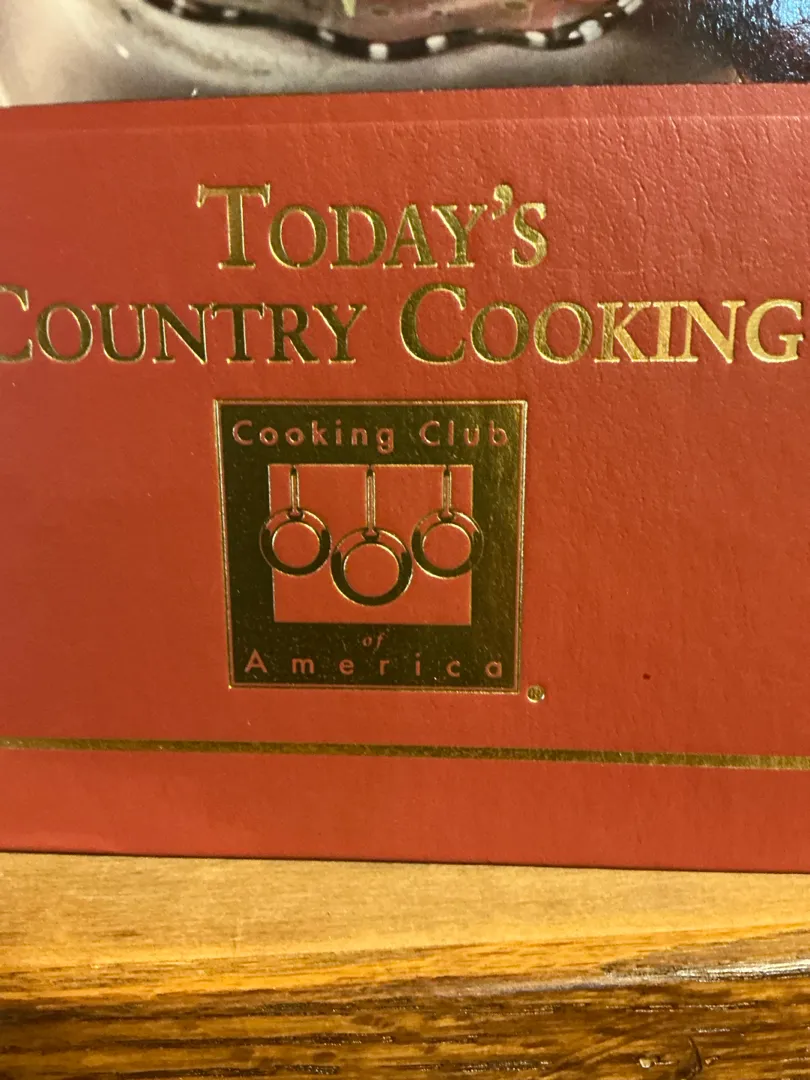 TODAY'S
COUNTRY COOKING
Cooking Club
of
America
®